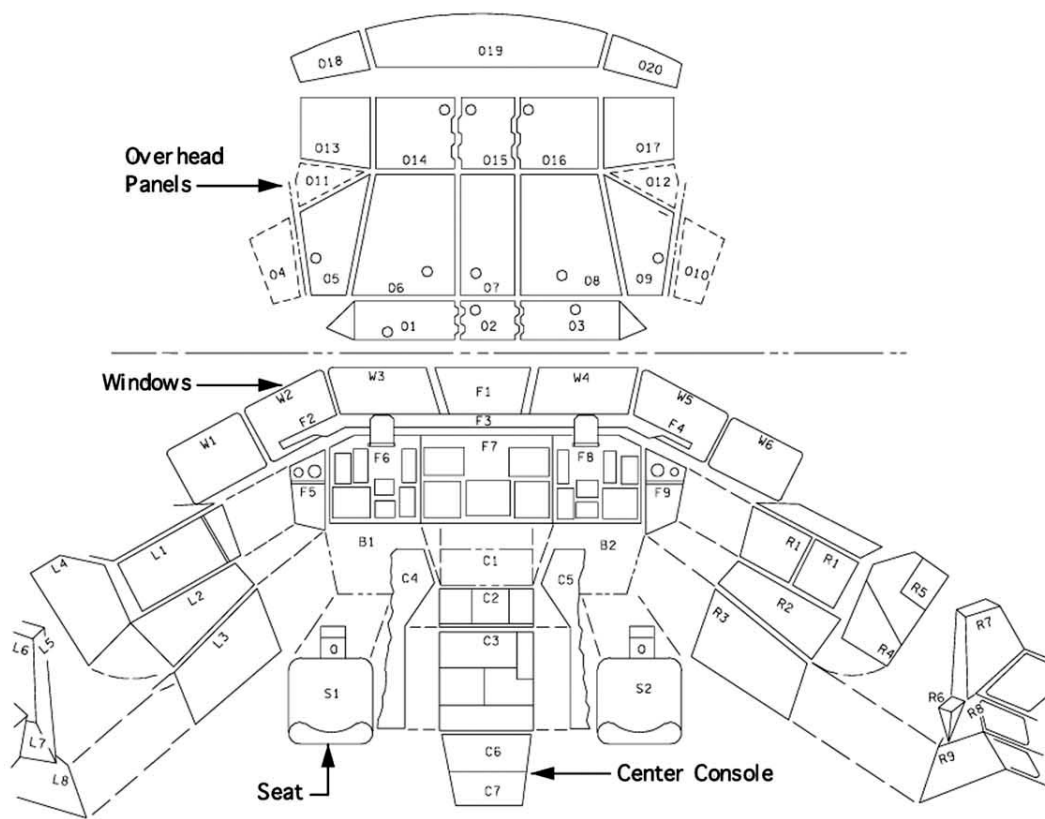 O19
O18
O20
O13
O14
O15
O16
O17
Overhead
Panels
O11
O12
O4
O5
O6
O7
O8
O9
O10
O1
O2
O3
Windows
W3
F1
W4
W2
W5
F2
F3
F4
W1
W6
F6
F7
F8
F5
F9
B1
B2
L1
C1
R1
R1
L4
C4
C5
R5
L2
C2
R2
L3
C3
R3
R4
R7
L6
L5
O
O
S1
S2
R6
R8
L7
L8
C6
R9
Center Console
Seat
C7